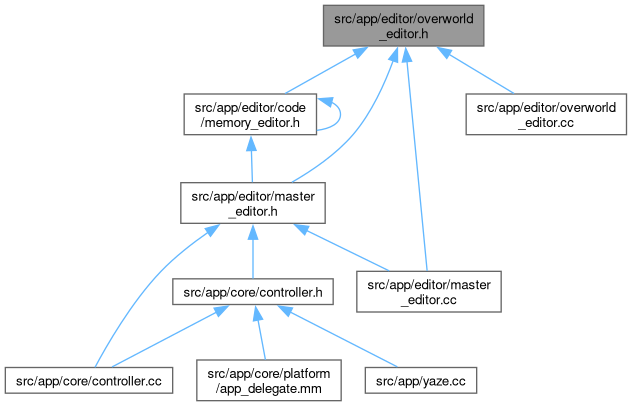 src/app/editor/overworld
_editor.h
src/app/editor/code
/memory_editor.h
src/app/editor/overworld
_editor.cc
src/app/editor/master
_editor.h
src/app/core/controller.h
src/app/editor/master
_editor.cc
src/app/core/controller.cc
src/app/core/platform
/app_delegate.mm
src/app/yaze.cc